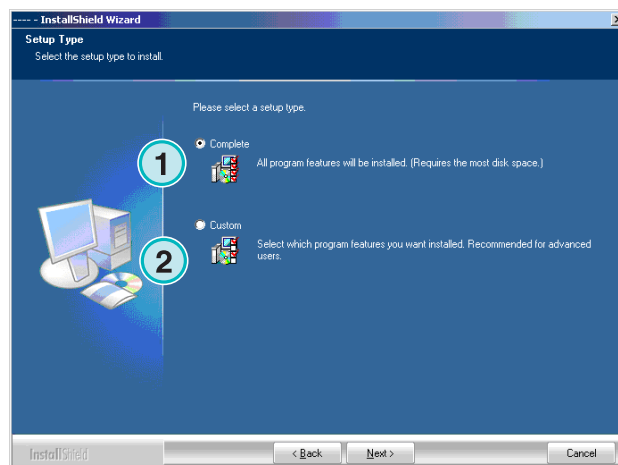 ---- - InstallShield Wizard
Setup Type
Select the setup type to install.
Please select a setup type.
Complete
1
All program features will be installed. (Requires the most disk space.)
Custom
2
Select which program features you want installed. Recommended for advanced
users.
InstallShield
< Back
Next >
Cancel